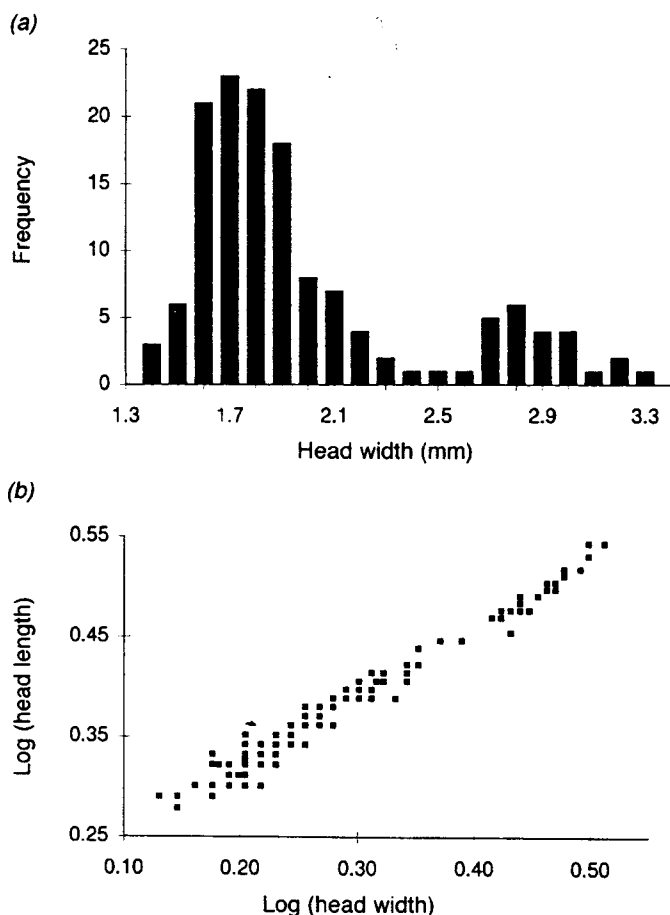 (a)
25
20
15
10
5
0
Frequency
1.3 1.7 2.1 2.5 2.9 3.3
Head width (mm)
(b)
0.55
0.45
0.35
0.25
Log (head length)
0.10 0.20 0.30 0.40 0.50
Log (head width)